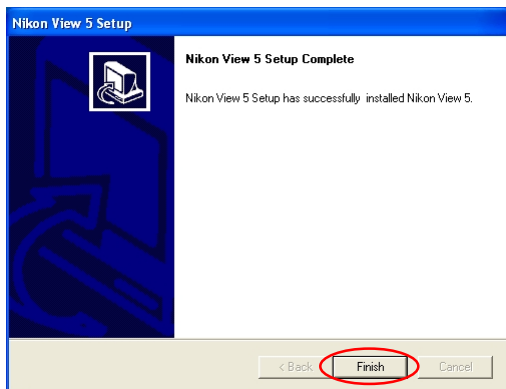 Nikon View 5 Setup
Nikon View 5 Setup Complete
Nikon View 5 Setup has successfully installed Nikon View 5.
< Back Finish Cancel